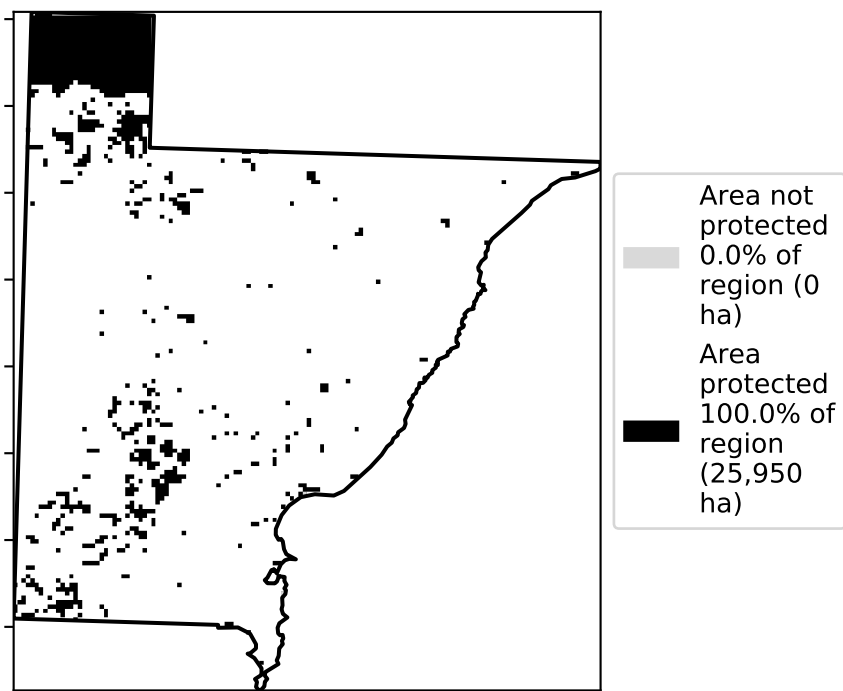 Area not
protected
0.0% of
region (0
ha)
Area
protected
100.0% of
region
(25,950
ha)